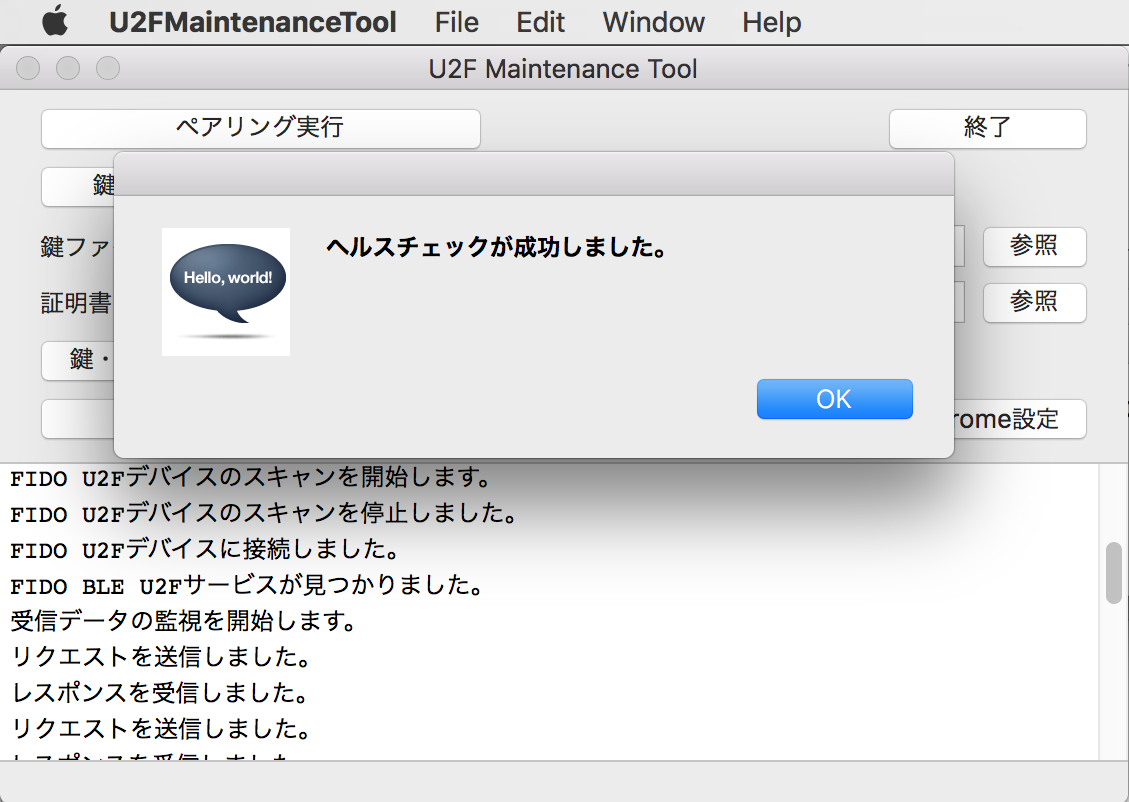 U2FMaintenanceTool File Edit Window Help
U2F Maintenance Tool
ペアリング実行 終了
鍵
ヘルスチェックが成功しました。
Hello, world!
鍵ファ 参照
証明書 参照
鍵・
OK
rome設定
FIDO U2Fデバイスのスキャンを開始します。
FIDO U2Fデバイスのスキャンを停止しました。
FIDO U2Fデバイスに接続しました。
FIDO BLE U2Fサービスが見つかりました。
受信データの監視を開始します。
リクエストを送信しました。
レスポンスを受信しました。
リクエストを送信しました。